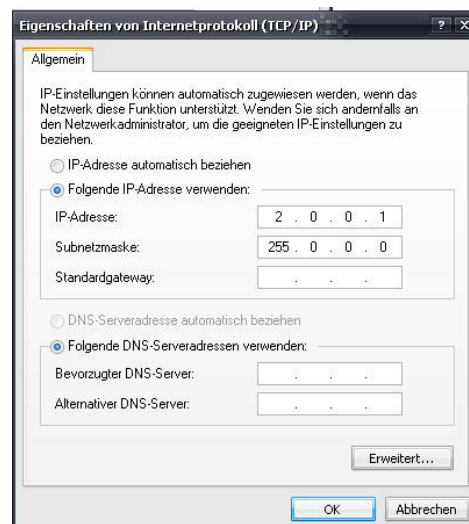 Eigenschaften von Internetprotokoll (TCP/IP)
Allgemein
IP-Einstellungen können automatisch zugewiesen werden, wenn das
Netzwerk diese Funktion unterstützt. Wenden Sie sich andernfalls an
den Netzwerkadministrator, um die geeigneten IP-Einstellungen zu
beziehen.
IP-Adresse automatisch beziehen
Folgende IP-Adresse verwenden:
IP-Adresse: 2 . 0 . 0 . 1
Subnetzmaske: 255 . 0 . 0 . 0
Standardgateway: . . .
DNS-Serveradresse automatisch beziehen
Folgende DNS-Serveradressen verwenden:
Bevorzugter DNS-Server: . . .
Alternativer DNS-Server: . . .
Erweitert...
OK Abbrechen